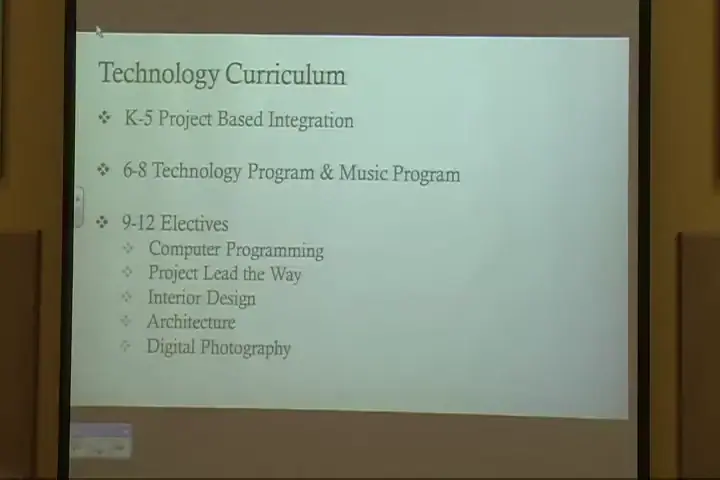 Technology Curriculum
K-5 Project Based Integration
6-8 Technology Program & Music Program
9-12 Electives
Computer Programming
Project Lead the Way
Interior Design
Architecture
Digital Photography